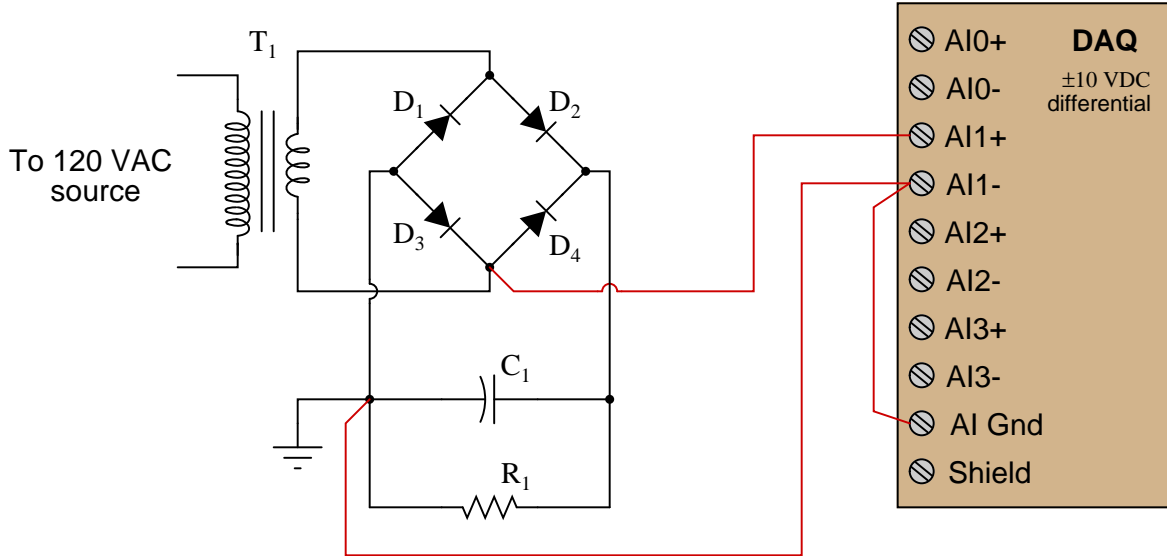 T1
To 120 VAC
source
D1
D2
D3
D4
C1
R1
DAQ
±10 VDC
differential
AI0+
AI0-
AI1+
AI1-
AI2+
AI2-
AI3+
AI3-
AI Gnd
Shield